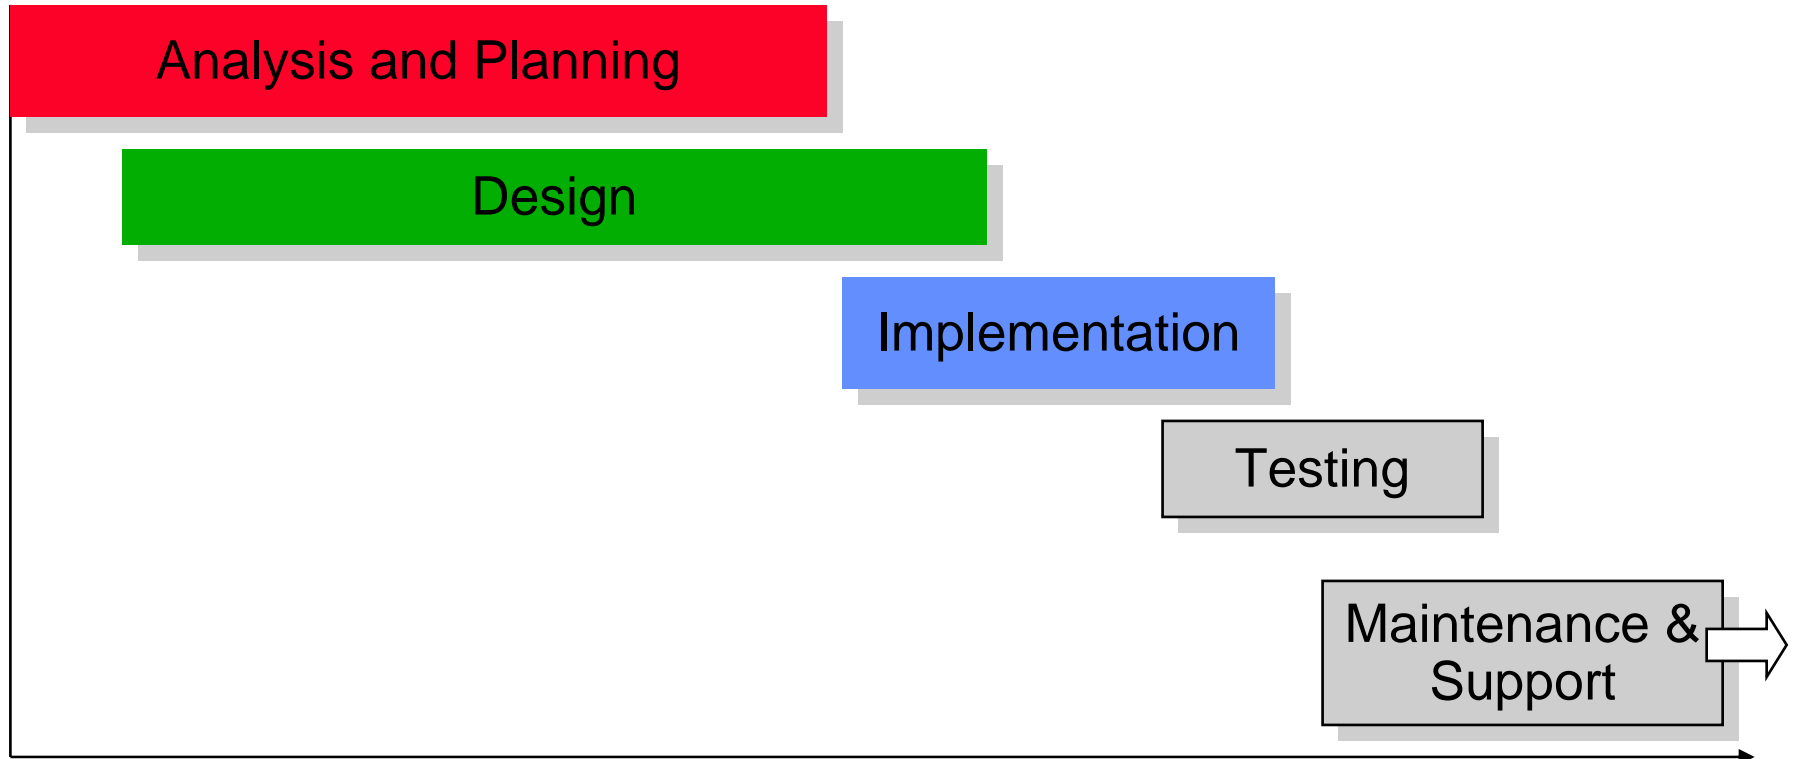 Analysis and Planning
Design
Implementation
Testing
Maintenance &
Support